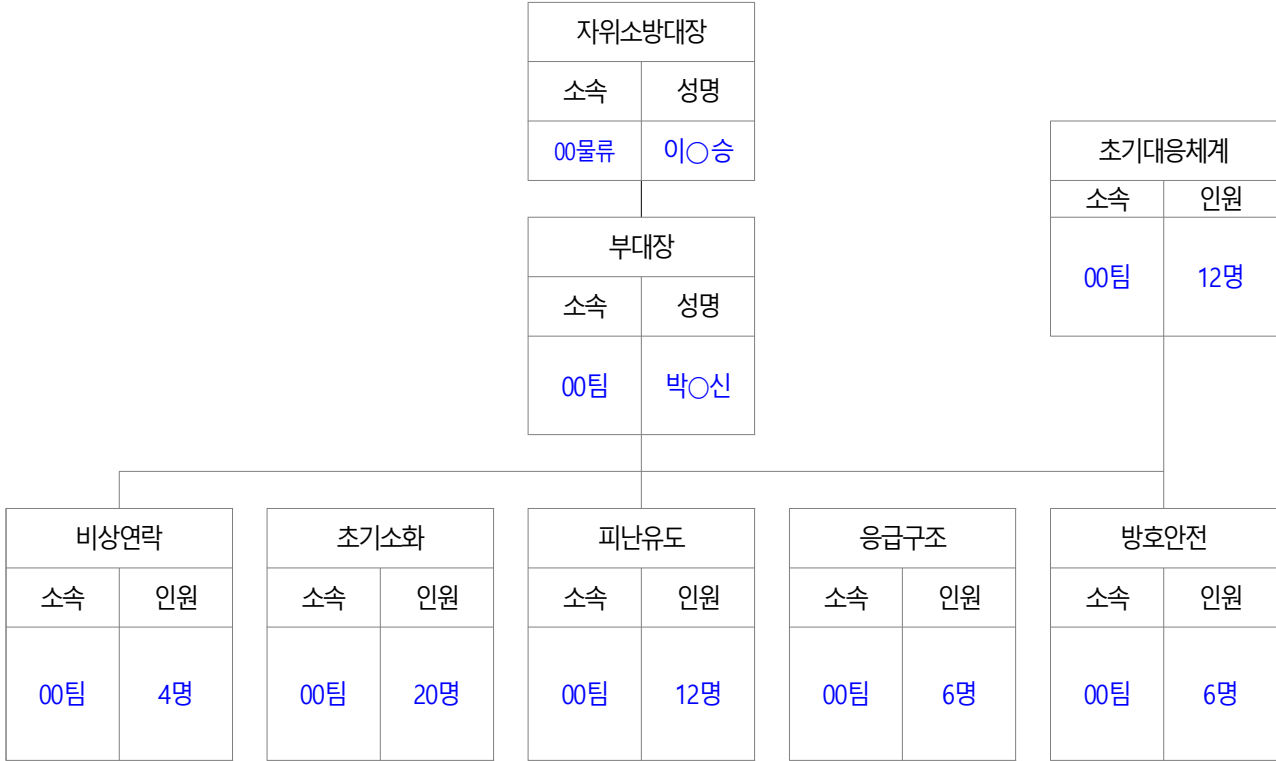 자위소방대장
소속 성명
00물류 이○승
초기대응체계
소속 인원
00팀 12명
부대장
소속 성명
00팀 박○신
비상연락
소속 인원
00팀 4명
초기소화
소속 인원
00팀 20명
피난유도
소속 인원
00팀 12명
응급구조
소속 인원
00팀 6명
방호안전
소속 인원
00팀 6명